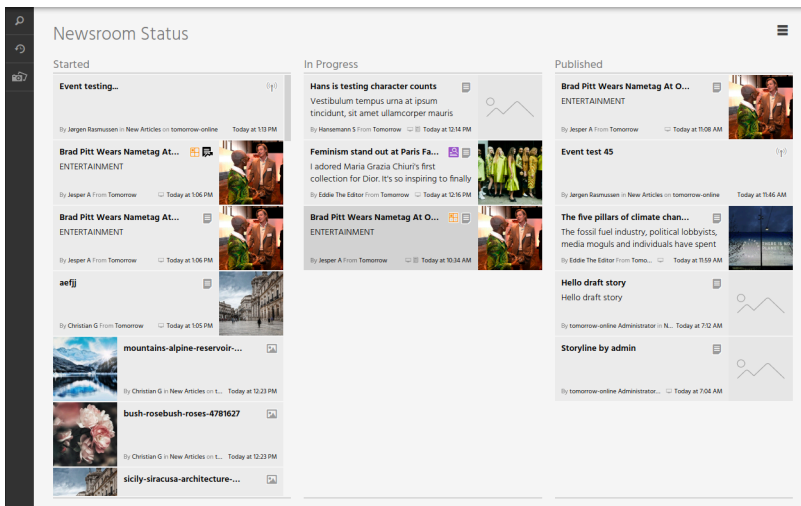 Newsroom Status
Started
Event testing...
By Jørgen Rasmussen in New Articles on tomorrow-online Today at 1:13 PM
Brad Pitt Wears Nametag At...
ENTERTAINMENT
By Jesper A From Tomorrow Today at 1:06 PM
Brad Pitt Wears Nametag At...
ENTERTAINMENT
By Jesper A From Tomorrow Today at 1:06 PM
aefjj
By Christian G From Tomorrow Today at 1:05 PM
mountains-alpine-reservoir-...
By Christian G in New Articles on t... Today at 12:23 PM
bush-rosebush-roses-4781627
By Christian G in New Articles on t... Today at 12:23 PM
sicily-siracusa-architecture-...
In Progress
Hans is testing character counts
Vestibulum tempus urna at ipsum
tincidunt, sit amet ullamcorper mauris
By Hansemann S From Tomorrow Today at 12:14 PM
Feminism stand out at Paris Fa...
I adored Maria Grazia Chiuri's first
collection for Dior. It's so inspiring to finally
By Eddie The Editor From Tomorrow Today at 12:16 PM
Brad Pitt Wears Nametag At O...
ENTERTAINMENT
By Jesper A From Tomorrow Today at 10:34 AM
Published
Brad Pitt Wears Nametag At O...
ENTERTAINMENT
By Jesper A From Tomorrow Today at 11:08 AM
Event test 45
By Jørgen Rasmussen in New Articles on tomorrow-online Today at 11:46 AM
The five pillars of climate chan...
The fossil fuel industry, political lobbyists,
media moguls and individuals have spent
By Eddie The Editor From Tomo... Today at 11:59 AM
THERE IS NO
PLANET B
Hello draft story
Hello draft story
By tomorrow-online Administrator in N... Today at 7:12 AM
Storyline by admin
By tomorrow-online Administrator... Today at 7:04 AM